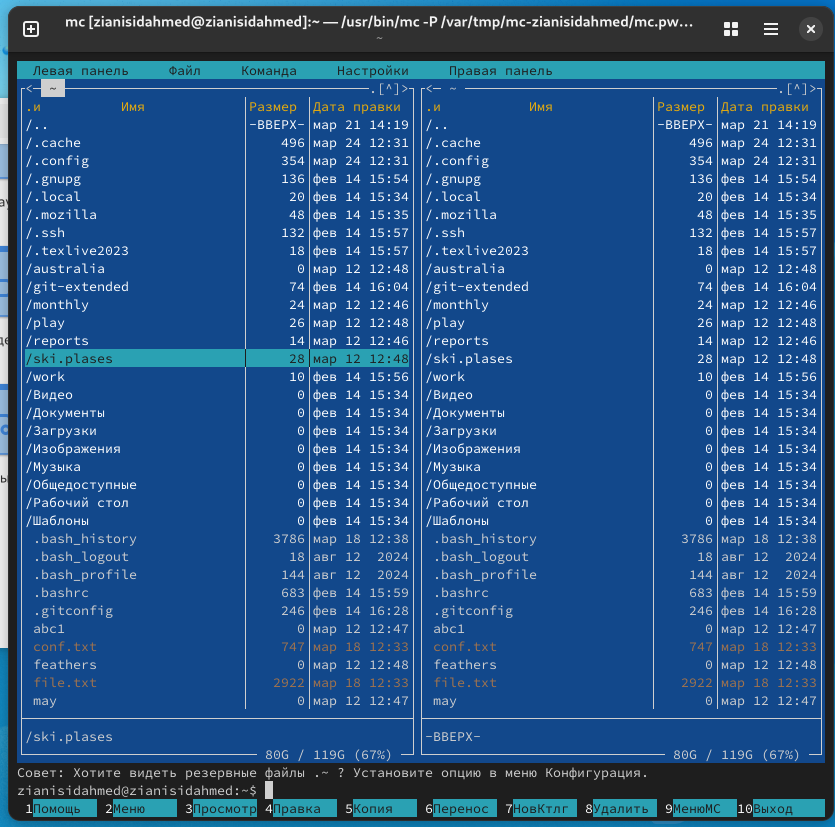 mc [zianisidahmed@zianisidahmed]:~ — /usr/bin/mc -P /var/tmp/mc-zianisidahmed/mc.pw…
~
Левая панель Файл Команда Настройки Правая панель
<— ~ .[^]> <— ~ .[^]>
.и Имя Размер Дата правки .и Имя Размер Дата правки
/.. -ВВЕРХ- мар 21 14:19 /.. -ВВЕРХ- мар 21 14:19
/.cache 496 мар 24 12:31 /.cache 496 мар 24 12:31
/.config 354 мар 24 12:31 /.config 354 мар 24 12:31
/.gnupg 136 фев 14 15:54 /.gnupg 136 фев 14 15:54
/.local 20 фев 14 15:34 /.local 20 фев 14 15:34
/.mozilla 48 фев 14 15:35 /.mozilla 48 фев 14 15:35
/.ssh 132 фев 14 15:57 /.ssh 132 фев 14 15:57
/.texlive2023 18 фев 14 15:57 /.texlive2023 18 фев 14 15:57
/australia 0 мар 12 12:48 /australia 0 мар 12 12:48
/git-extended 74 фев 14 16:04 /git-extended 74 фев 14 16:04
/monthly 24 мар 12 12:46 /monthly 24 мар 12 12:46
/play 26 мар 12 12:48 /play 26 мар 12 12:48
/reports 14 мар 12 12:46 /reports 14 мар 12 12:46
/ski.plases 28 мар 12 12:48 /ski.plases 28 мар 12 12:48
/work 10 фев 14 15:56 /work 10 фев 14 15:56
/Видео 0 фев 14 15:34 /Видео 0 фев 14 15:34
/Документы 0 фев 14 15:34 /Документы 0 фев 14 15:34
/Загрузки 0 фев 14 15:34 /Загрузки 0 фев 14 15:34
/Изображения 0 фев 14 15:34 /Изображения 0 фев 14 15:34
/Музыка 0 фев 14 15:34 /Музыка 0 фев 14 15:34
/Общедоступные 0 фев 14 15:34 /Общедоступные 0 фев 14 15:34
/Рабочий стол 0 фев 14 15:34 /Рабочий стол 0 фев 14 15:34
/Шаблоны 0 фев 14 15:34 /Шаблоны 0 фев 14 15:34
.bash_history 3786 мар 18 12:38 .bash_history 3786 мар 18 12:38
.bash_logout 18 авг 12 2024 .bash_logout 18 авг 12 2024
.bash_profile 144 авг 12 2024 .bash_profile 144 авг 12 2024
.bashrc 683 фев 14 15:59 .bashrc 683 фев 14 15:59
.gitconfig 246 фев 14 16:28 .gitconfig 246 фев 14 16:28
abc1 0 мар 12 12:47 abc1 0 мар 12 12:47
conf.txt 747 мар 18 12:33 conf.txt 747 мар 18 12:33
feathers 0 мар 12 12:48 feathers 0 мар 12 12:48
file.txt 2922 мар 18 12:33 file.txt 2922 мар 18 12:33
may 0 мар 12 12:47 may 0 мар 12 12:47
/ski.plases -ВВЕРХ-
80G / 119G (67%) 80G / 119G (67%)
Совет: Хотите видеть резервные файлы .~ ? Установите опцию в меню Конфигурация.
zianisidahmed@zianisidahmed:~$
1Помощь 2Меню 3Просмотр 4Правка 5Копия 6Перенос 7НовКтлг 8Удалить 9МенюМС 10Выход